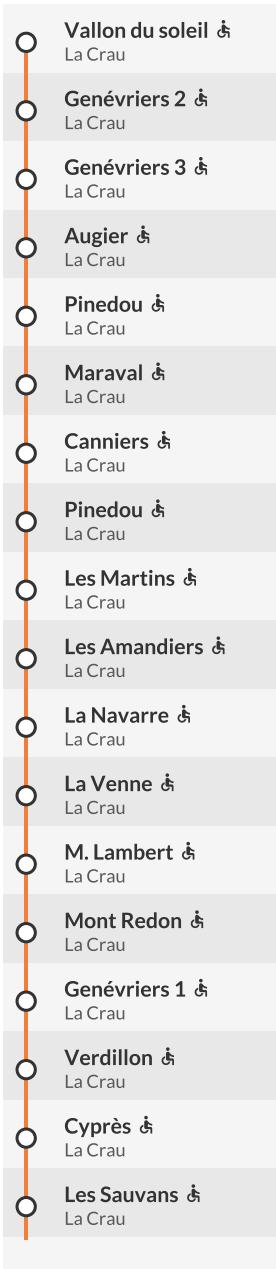 Vallon du soleil
La Crau
Genévriers 2
La Crau
Genévriers 3
La Crau
Augier
La Crau
Pinedou
La Crau
Maraval
La Crau
Canniers
La Crau
Pinedou
La Crau
Les Martins
La Crau
Les Amandiers
La Crau
La Navarre
La Crau
La Venne
La Crau
M. Lambert
La Crau
Mont Redon
La Crau
Genévriers 1
La Crau
Verdillon
La Crau
Cyprès
La Crau
Les Sauvans
La Crau